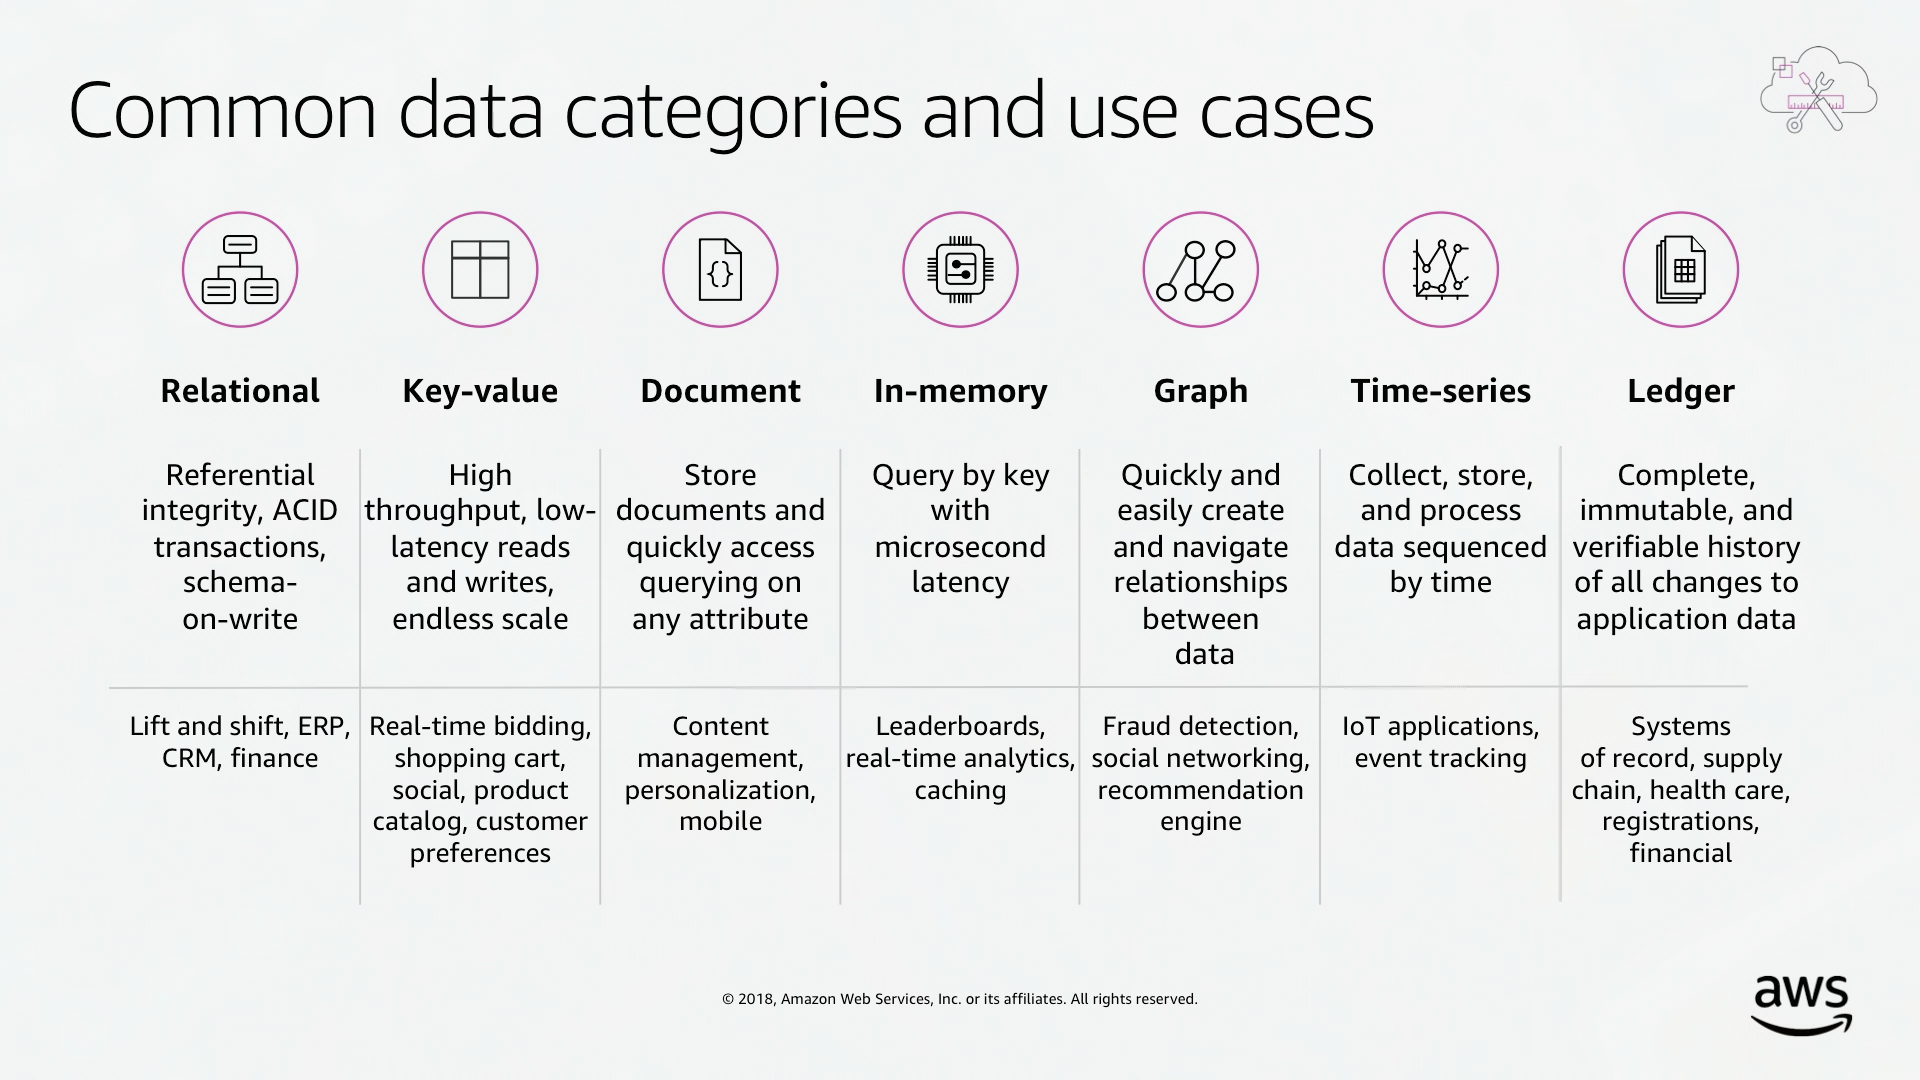 Common data categories and use cases
Relational
Key-value
Document
In-memory
Graph
Time-series
Ledger
Referential
integrity, ACID
transactions,
schema-
on-write
High
throughput, low-
latency reads
and writes,
endless scale
Store
documents and
quickly access
querying on
any attribute
Query by key
with
microsecond
latency
Quickly and
easily create
and navigate
relationships
between
data
Collect, store,
and process
data sequenced
by time
Complete,
immutable, and
verifiable history
of all changes to
application data
Lift and shift, ERP,
CRM, finance
Real-time bidding,
shopping cart,
social, product
catalog, customer
preferences
Content
management,
personalization,
mobile
Leaderboards,
real-time analytics,
caching
Fraud detection,
social networking,
recommendation
engine
IoT applications,
event tracking
Systems
of record, supply
chain, health care,
registrations,
financial
© 2018, Amazon Web Services, Inc. or its affiliates. All rights reserved.
aws